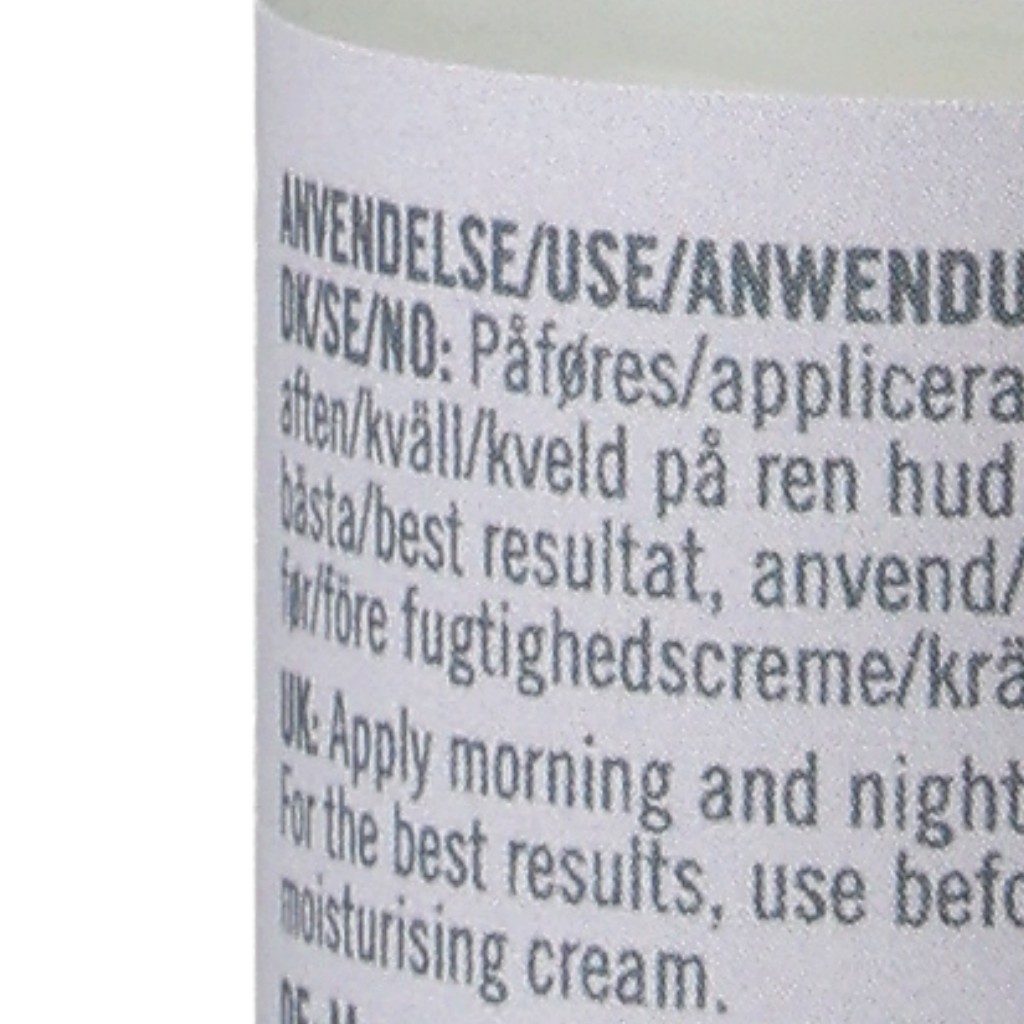 ANVENDELSE/USE/ANWENDU
DK/SE/NO: Påføres/applicera
aften/kväll/kveld på ren hud
bästa/best resultat, anvend/
før/före fugtighedscreme/krä
UK: Apply morning and night
For the best results, use befo
moisturising cream.
DE: